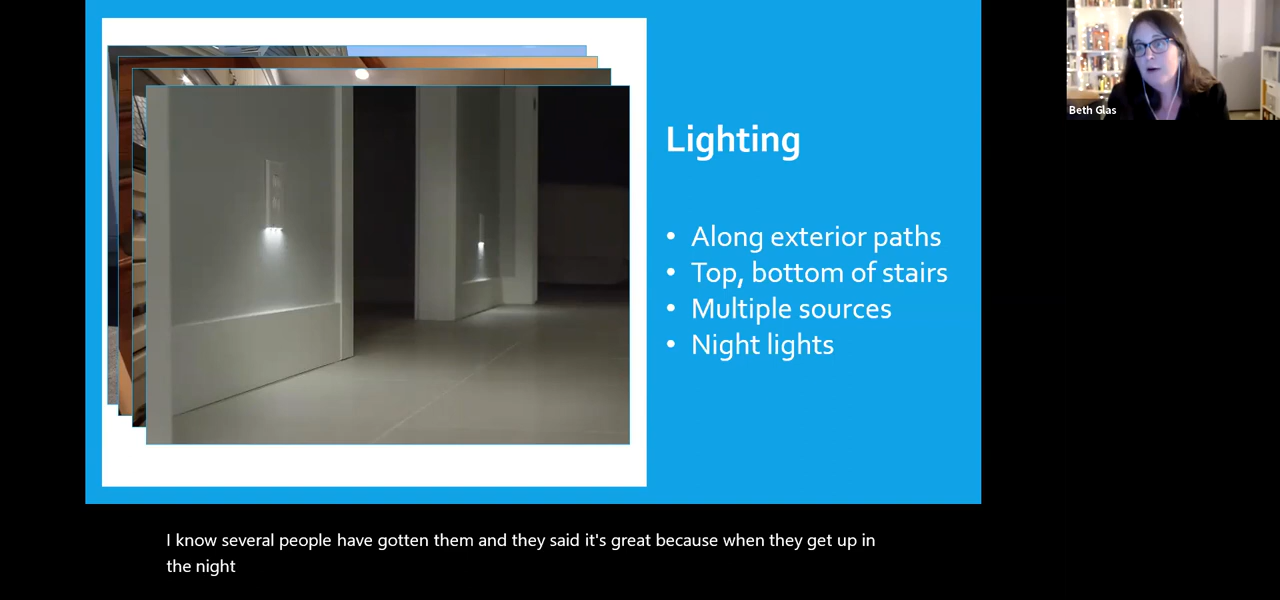 Lighting
• Along exterior paths
• Top, bottom of stairs
• Multiple sources
• Night lights
Beth Glas
I know several people have gotten them and they said it's great because when they get up in
the night